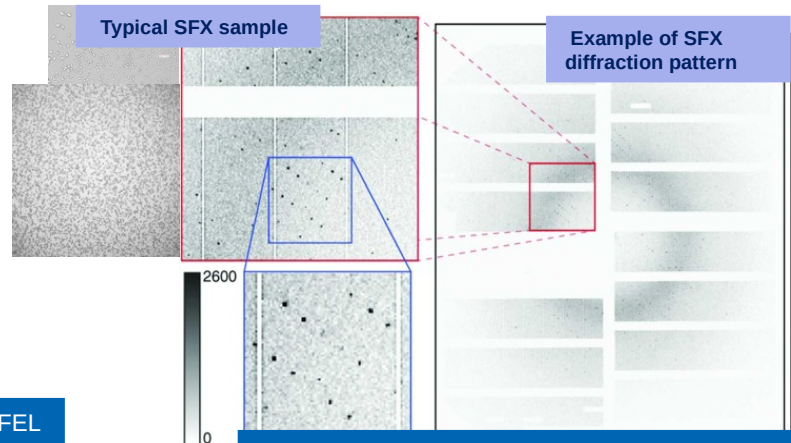 Typical SFX sample
Example of SFX
diffraction pattern
2600
0
FEL